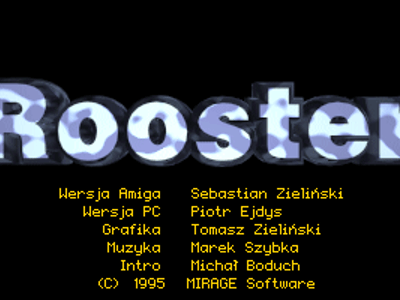 Rooster
Wersja Amiga Sebastian Zieliński
Wersja PC Piotr Ejdys
Grafika Tomasz Zieliński
Muzyka Marek Szybka
Intro Michał Boduch
(C) 1995 MIRAGE Software